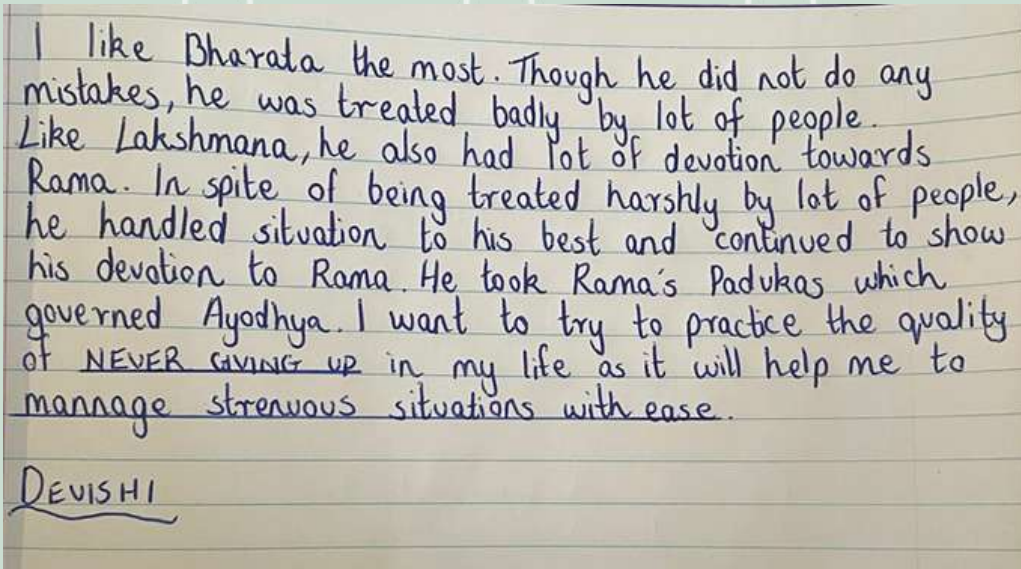 I like Bharata the most. Though he did not do any
mistakes, he was treated badly by lot of people.
Like Lakshmana, he also had lot of devotion towards
Rama. In spite of being treated harshly by lot of people,
he handled situation to his best and continued to show
his devotion to Rama. He took Rama's Padukas which
governed Ayodhya. I want to try to practice the quality
of NEVER GIVING UP in my life as it will help me to
mannage strenuous situations with ease.
DEVISHI